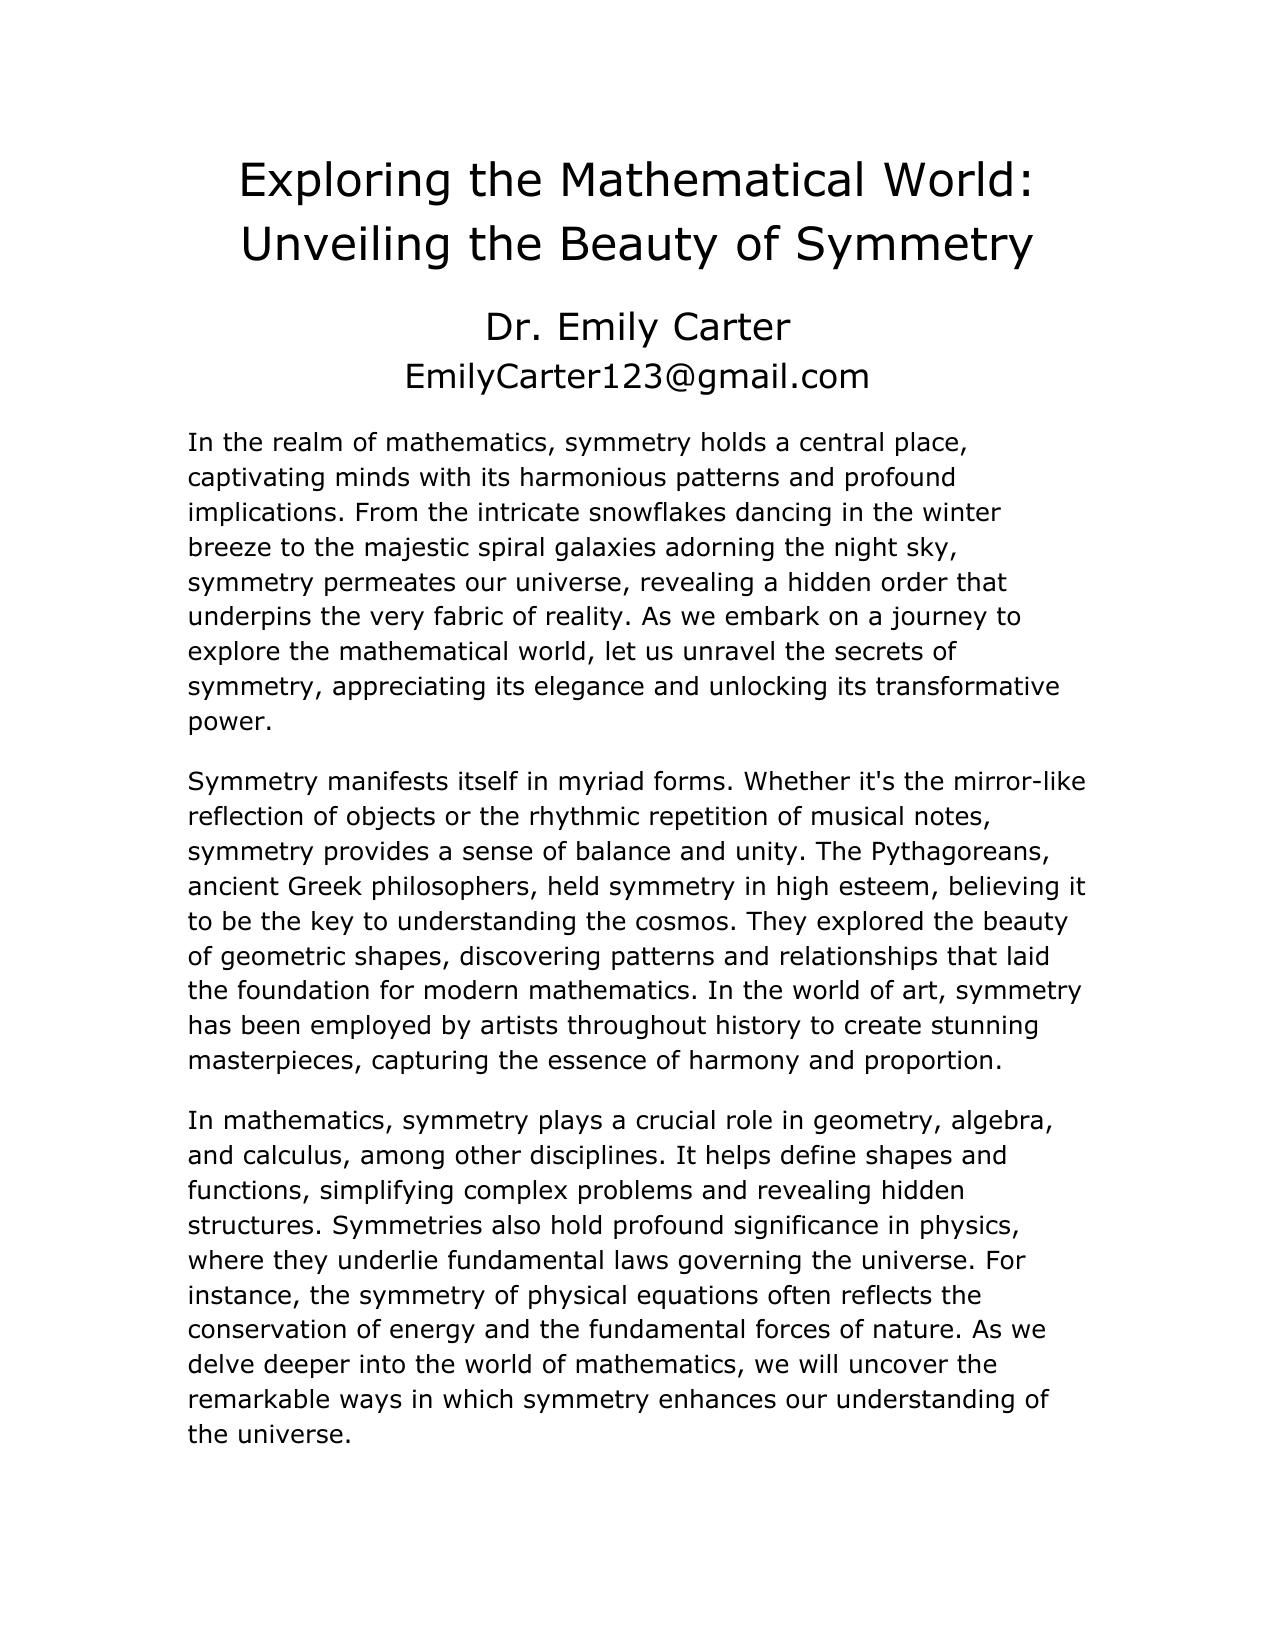 Exploring the Mathematical World:
Unveiling the Beauty of Symmetry
Dr. Emily Carter
EmilyCarter123@gmail.com
In the realm of mathematics, symmetry holds a central place,
captivating minds with its harmonious patterns and profound
implications. From the intricate snowflakes dancing in the winter
breeze to the majestic spiral galaxies adorning the night sky,
symmetry permeates our universe, revealing a hidden order that
underpins the very fabric of reality. As we embark on a journey to
explore the mathematical world, let us unravel the secrets of
symmetry, appreciating its elegance and unlocking its transformative
power.
Symmetry manifests itself in myriad forms. Whether it's the mirror-like
reflection of objects or the rhythmic repetition of musical notes,
symmetry provides a sense of balance and unity. The Pythagoreans,
ancient Greek philosophers, held symmetry in high esteem, believing it
to be the key to understanding the cosmos. They explored the beauty
of geometric shapes, discovering patterns and relationships that laid
the foundation for modern mathematics. In the world of art, symmetry
has been employed by artists throughout history to create stunning
masterpieces, capturing the essence of harmony and proportion.
In mathematics, symmetry plays a crucial role in geometry, algebra,
and calculus, among other disciplines. It helps define shapes and
functions, simplifying complex problems and revealing hidden
structures. Symmetries also hold profound significance in physics,
where they underlie fundamental laws governing the universe. For
instance, the symmetry of physical equations often reflects the
conservation of energy and the fundamental forces of nature. As we
delve deeper into the world of mathematics, we will uncover the
remarkable ways in which symmetry enhances our understanding of
the universe.